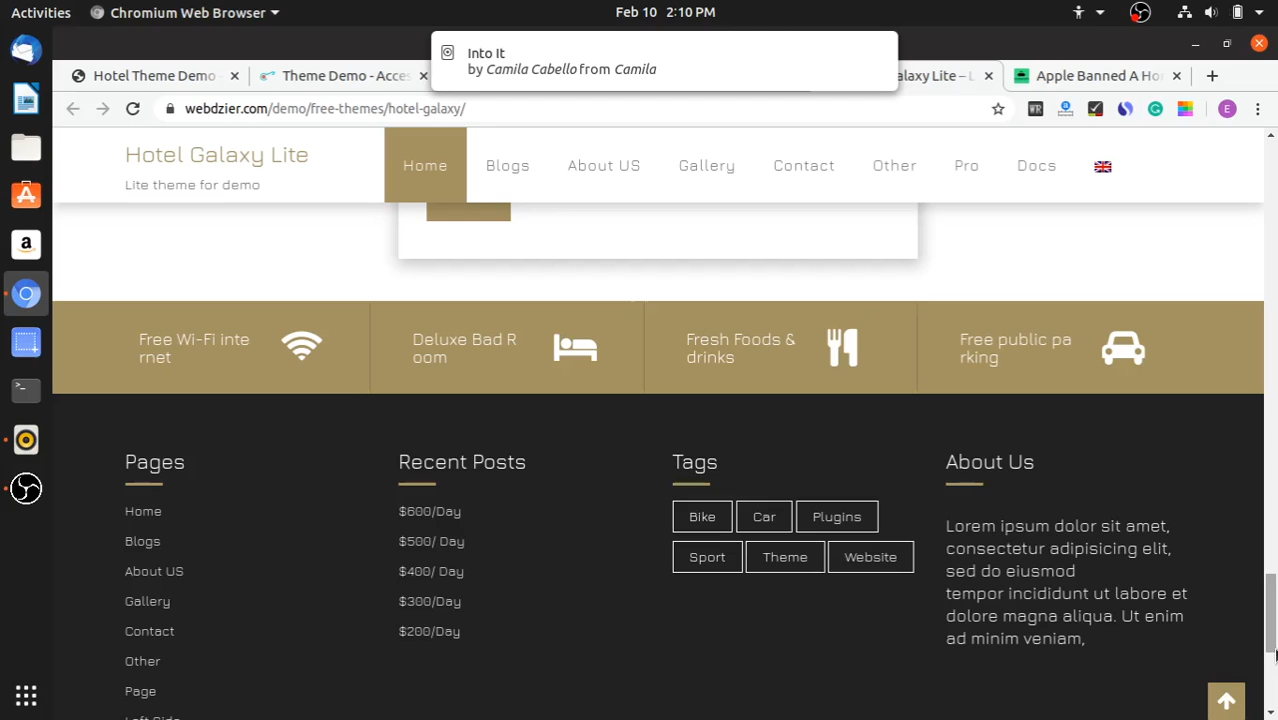 Activities
Chromium Web Browser
Feb 10 2:10 PM
Into It
by Camila Cabello from Camila
Hotel Theme Demo
Theme Demo - Acces
alaxy Lite – L
Apple Banned A Ho
webdzier.com/demo/free-themes/hotel-galaxy/
WR
E
Hotel Galaxy Lite
Lite theme for demo
Home
Blogs
About US
Gallery
Contact
Other
Pro
Docs
Free Wi-Fi inte
rnet
Deluxe Bad R
oom
Fresh Foods &
drinks
Free public pa
rking
Pages
Home
Blogs
About US
Gallery
Contact
Other
Page
Recent Posts
$600/Day
$500/ Day
$400/ Day
$300/Day
$200/Day
Tags
Bike
Car
Plugins
Sport
Theme
Website
About Us
Lorem ipsum dolor sit amet,
consectetur adipisicing elit,
sed do eiusmod
tempor incididunt ut labore et
dolore magna aliqua. Ut enim
ad minim veniam,